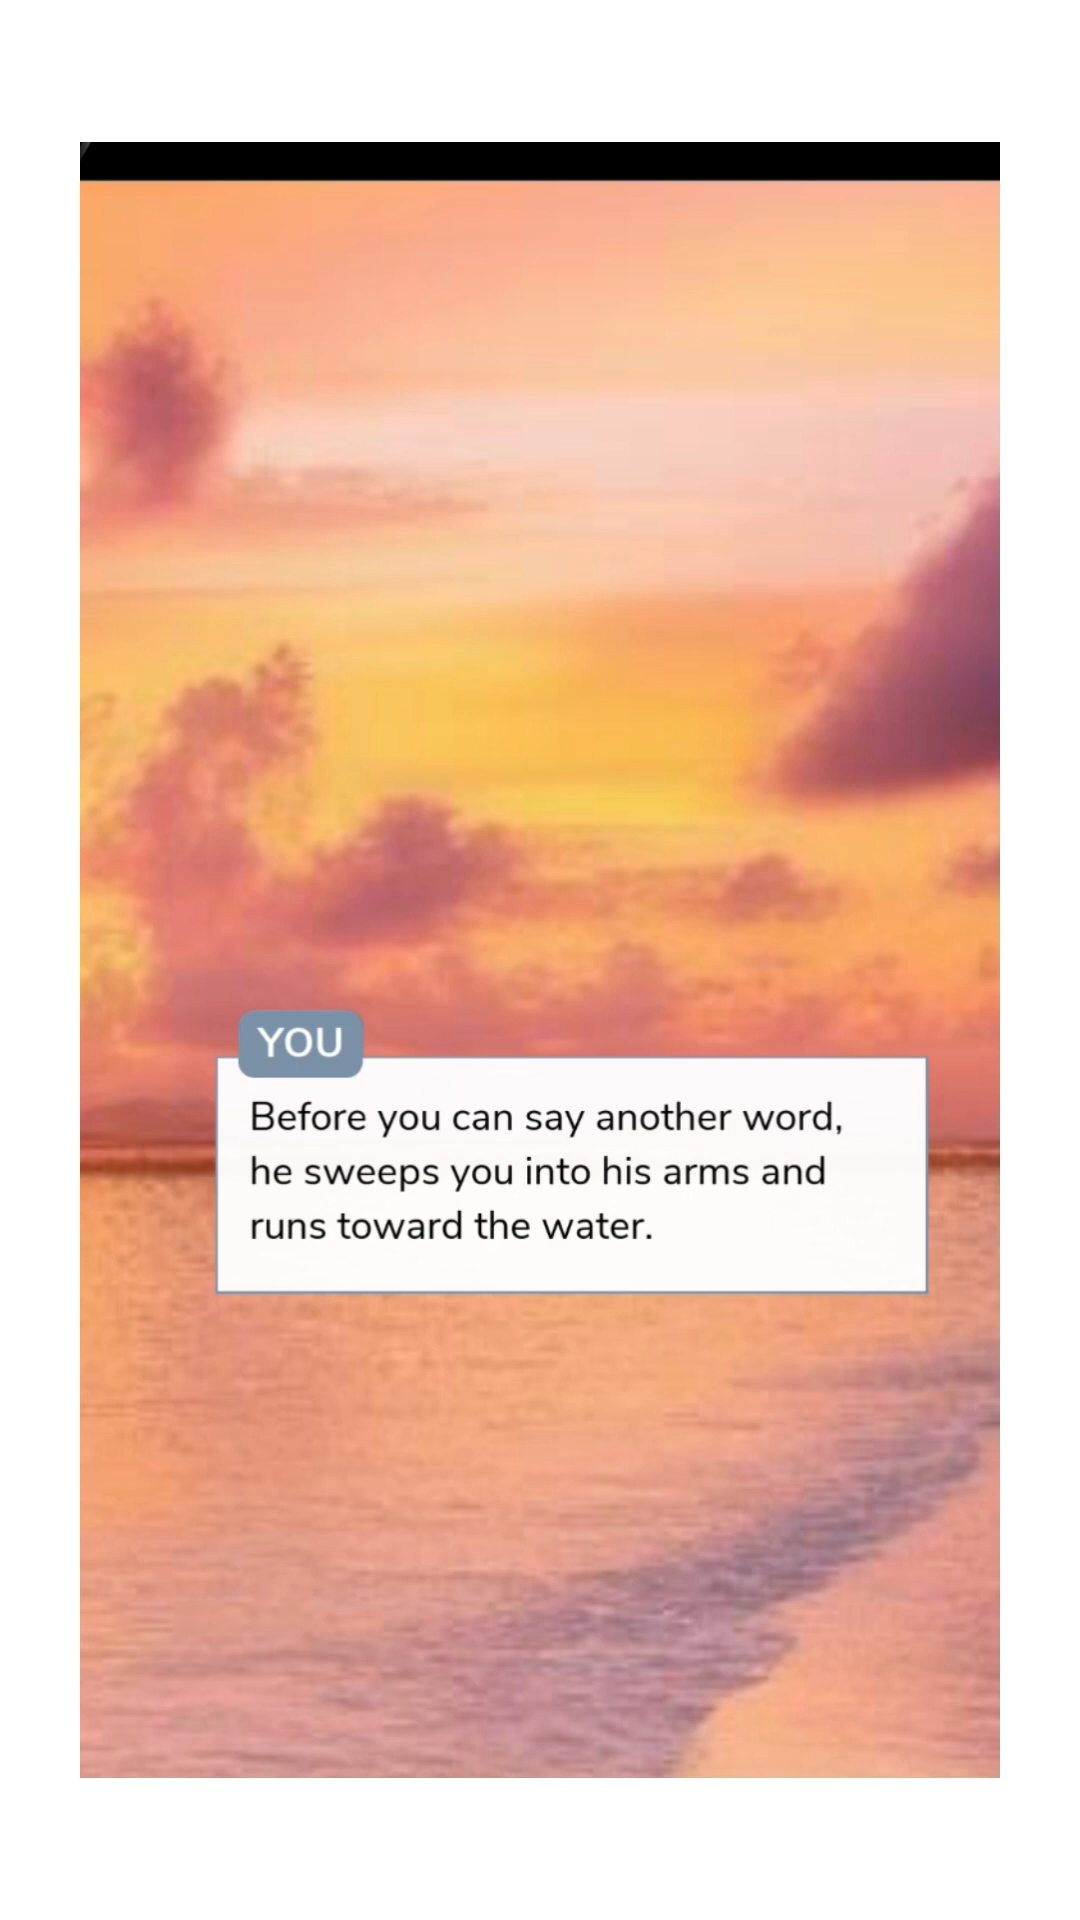 YOU
Before you can say another word,
he sweeps you into his arms and
runs toward the water.